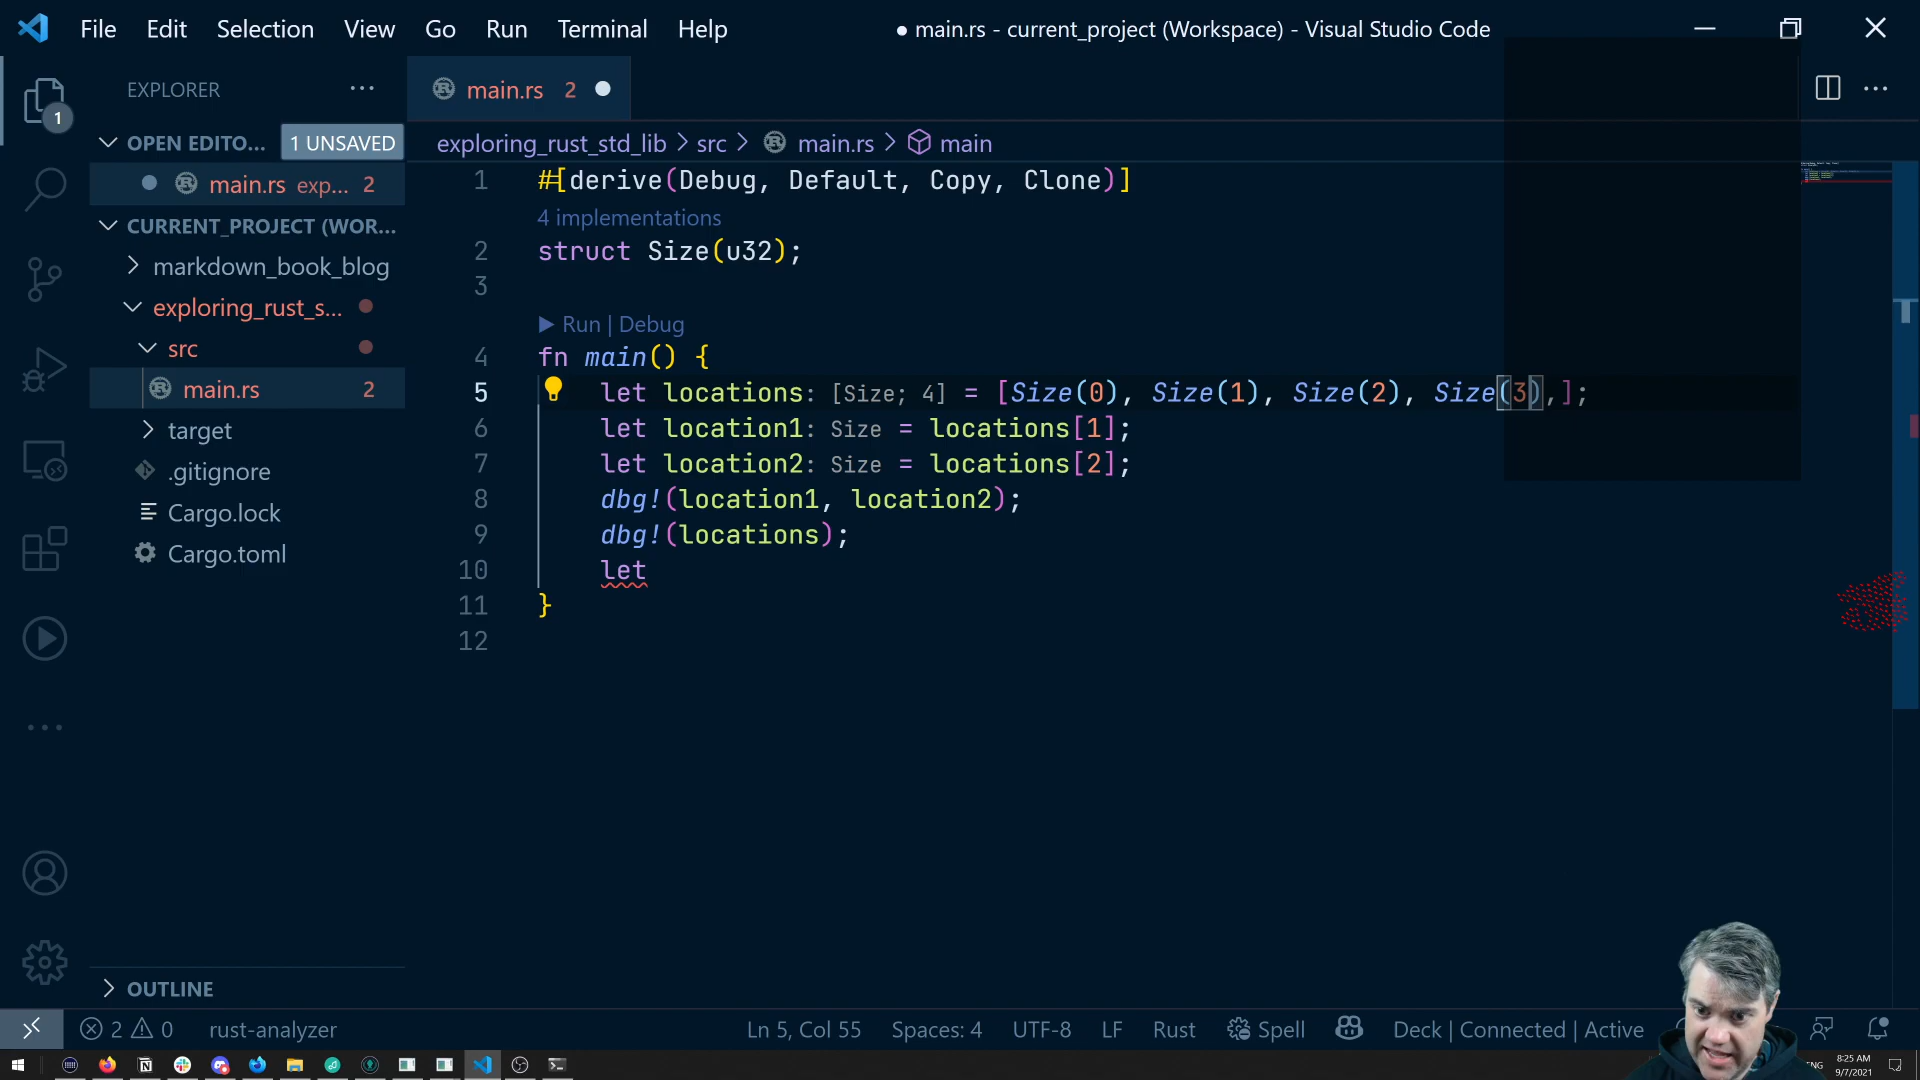 File Edit Selection View Go Run Terminal Help
● main.rs - current_project (Workspace) - Visual Studio Code
EXPLORER
1
OPEN EDITO... 1 UNSAVED
main.rs exp... 2
CURRENT_PROJECT (WOR...
markdown_book_blog
exploring_rust_s...
src
main.rs 2
target
.gitignore
Cargo.lock
Cargo.toml
OUTLINE
main.rs 2
exploring_rust_std_lib > src > main.rs > main
1 #[derive(Debug, Default, Copy, Clone)]
4 implementations
2 struct Size(u32);
3
▶ Run | Debug
4 fn main() {
5 let locations: [Size; 4] = [Size(0), Size(1), Size(2), Size(3),];
6 let location1: Size = locations[1];
7 let location2: Size = locations[2];
8 dbg!(location1, location2);
9 dbg!(locations);
10 let
11 }
12
2 0 rust-analyzer Ln 5, Col 55 Spaces: 4 UTF-8 LF Rust Spell Deck | Connected | Active
8:25 AM
9/7/2021